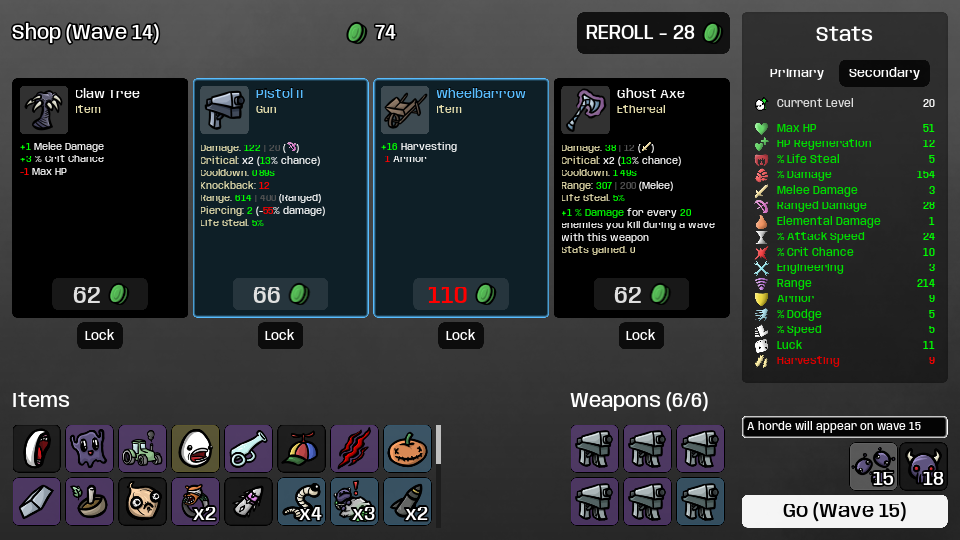 Shop (Wave 14)
74
REROLL - 28
Claw Tree
Item
+1 Melee Damage
+3 % Crit Chance
-1 Max HP
62
Lock
Pistol II
Gun
Damage: 122 | 20 ( )
Critical: x2 (13% chance)
Cooldown: 0.89s
Knockback: 12
Range: 614 | 400 (Ranged)
Piercing: 2 (% damage)
Life Steal: 5%
66
Lock
Wheelbarrow
Item
+16 Harvesting
Armor
110
Lock
Ghost Axe
Ethereal
Damage: 38 | 12 ( )
Critical: x2 (13% chance)
Cooldown: 1.49s
Range: 307 | 200 (Melee)
Life Steal: 5%
+1 % Damage for every 20
enemies you kill during a wave
with this weapon
Stats gained: 0
62
Lock
Stats
Primary
Secondary
Current Level 20
Max HP 51
HP Regeneration 12
% Life Steal 5
% Damage 154
Melee Damage 3
Ranged Damage 28
Elemental Damage 1
% Attack Speed 24
% Crit Chance 10
Engineering 3
Range 214
Armor 9
% Dodge 5
% Speed 5
Luck 11
Harvesting
Items
x2
x4
x3
x2
Weapons (6/6)
A horde will appear on wave 15
15
18
Go (Wave 15)